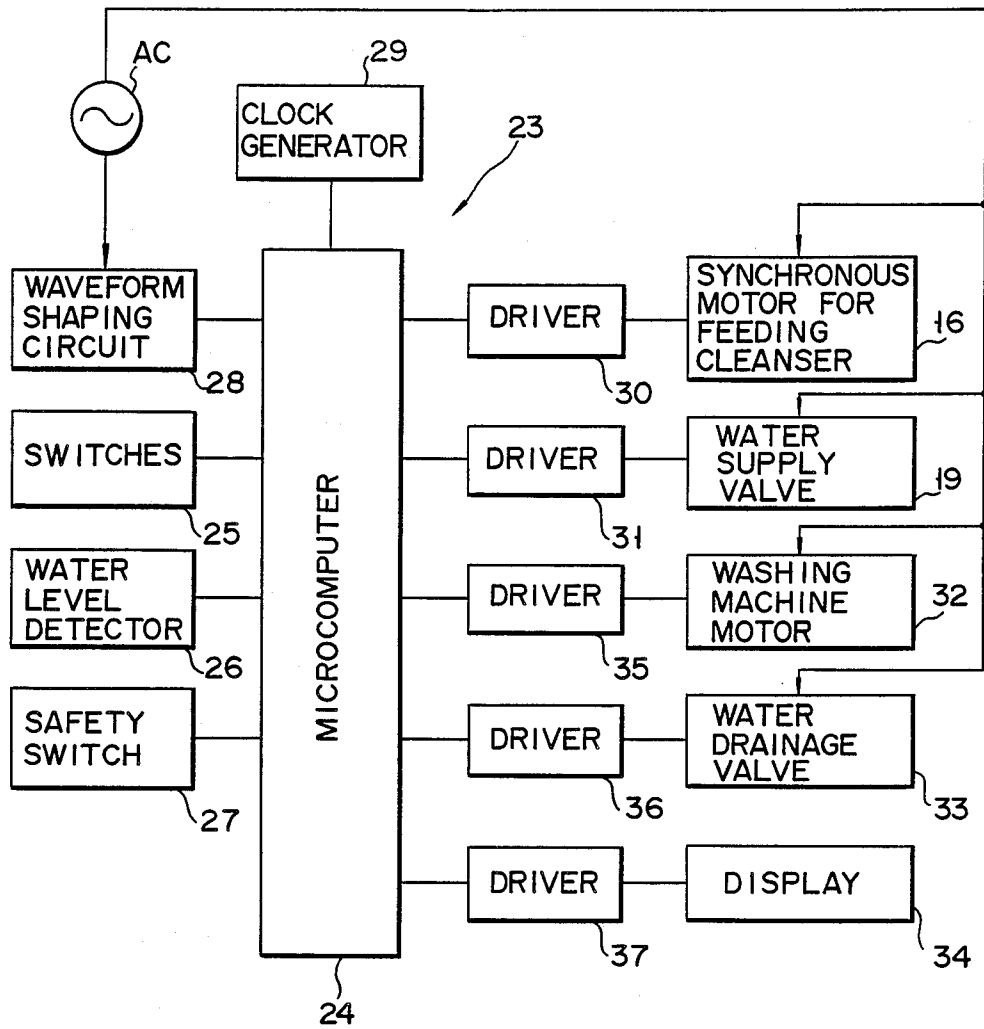 AC
29
CLOCK
GENERATOR
23
WAVEFORM
SHAPING
CIRCUIT
28
DRIVER
30
SYNCHRONOUS
MOTOR FOR
FEEDING
CLEANSER
16
SWITCHES
25
DRIVER
31
WATER
SUPPLY
VALVE
19
MICROCOMPUTER
WATER
LEVEL
DETECTOR
26
DRIVER
35
WASHING
MACHINE
MOTOR
32
SAFETY
SWITCH
27
DRIVER
36
WATER
DRAINAGE
VALVE
33
DRIVER
37
DISPLAY
34
24